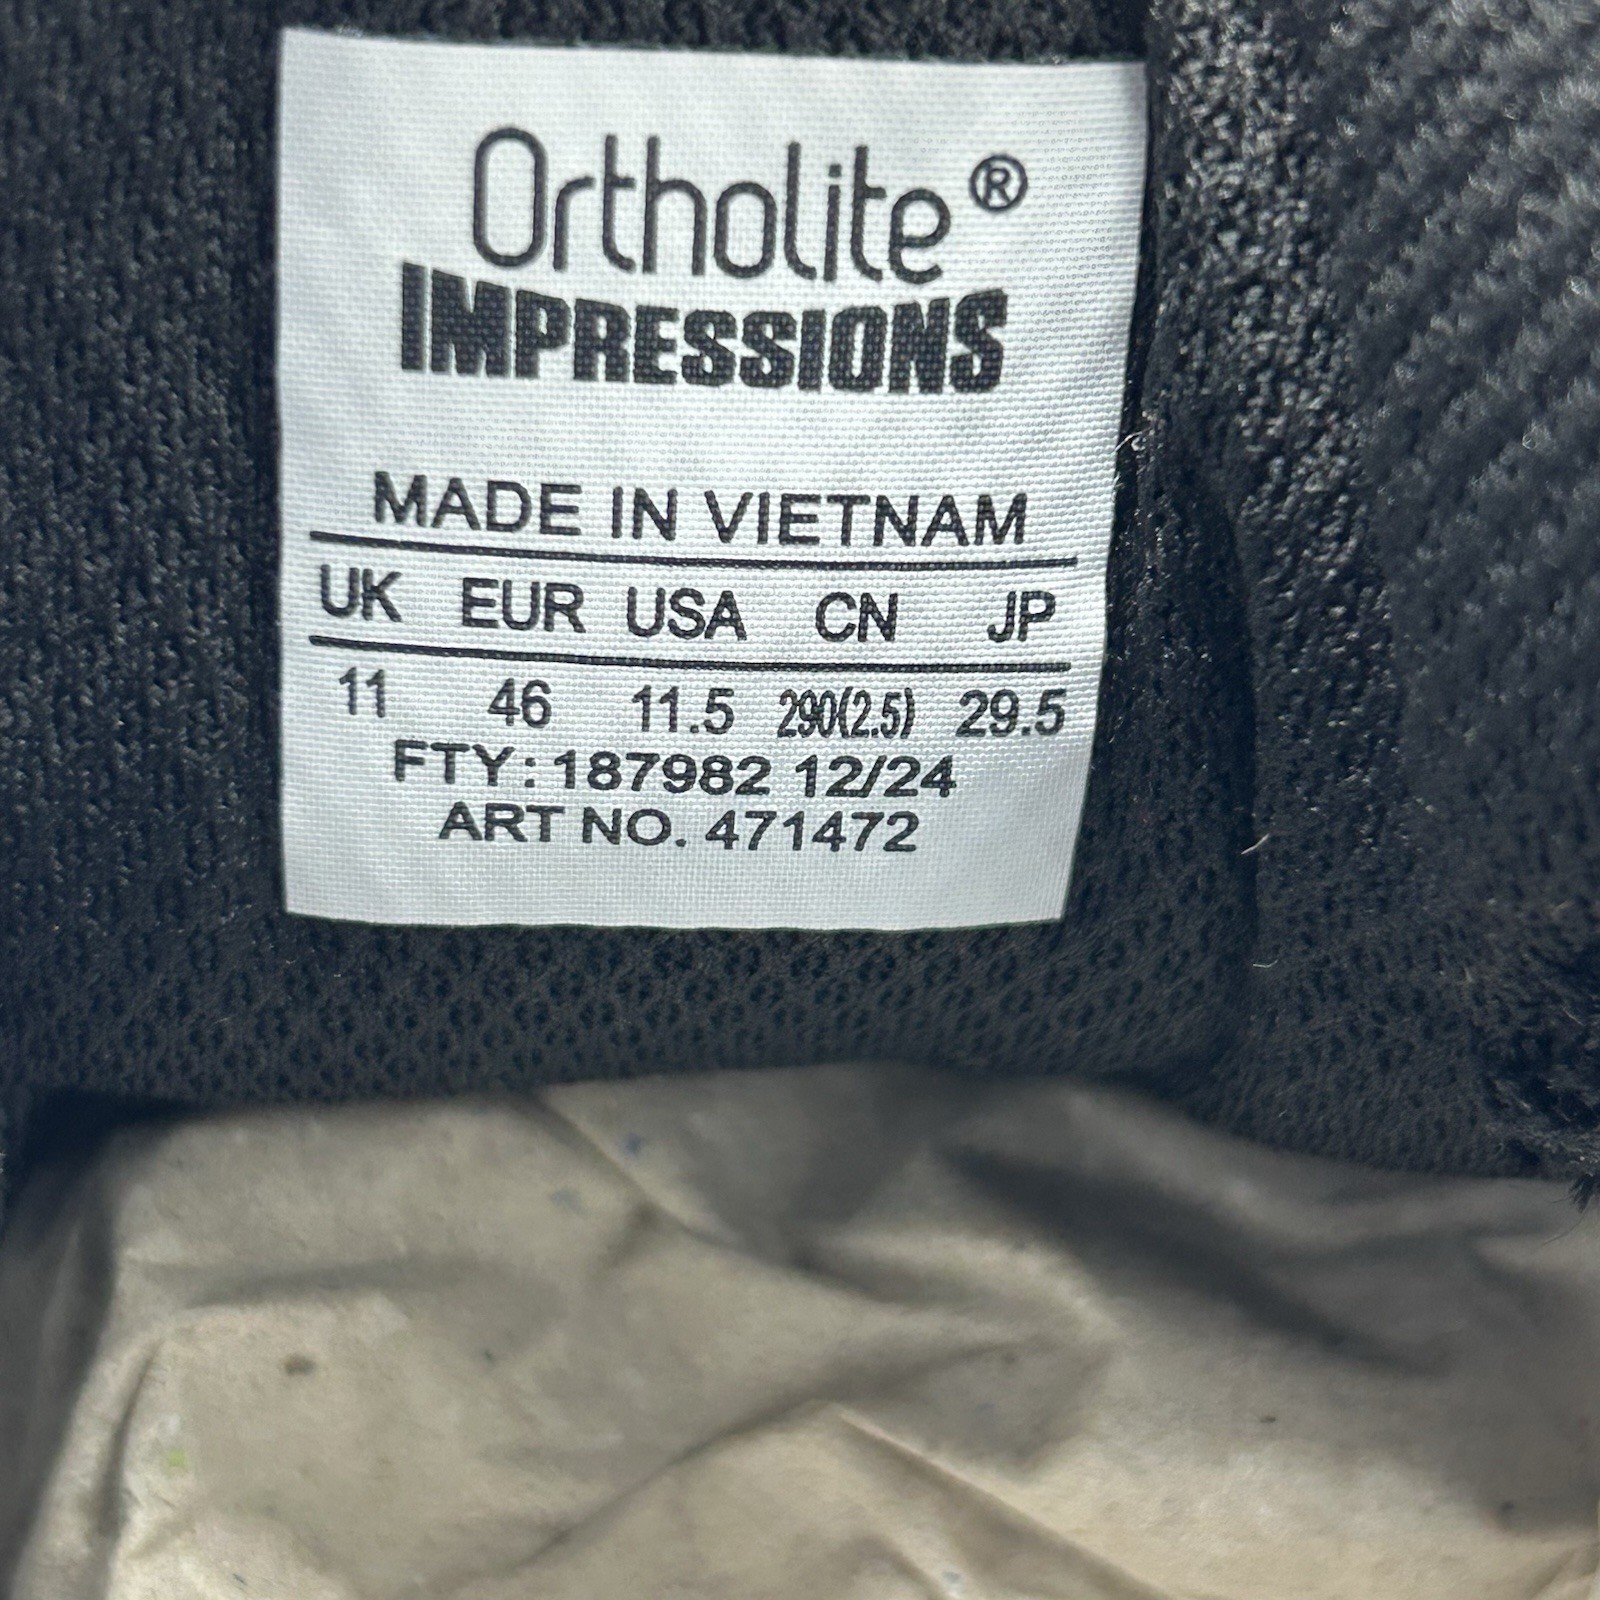 Ortholite®
IMPRESSIONS
MADE IN VIETNAM
UK EUR USA CN JP
11 46 11.5 290(2.5) 29.5
FTY: 187982 12/24
ART NO. 471472